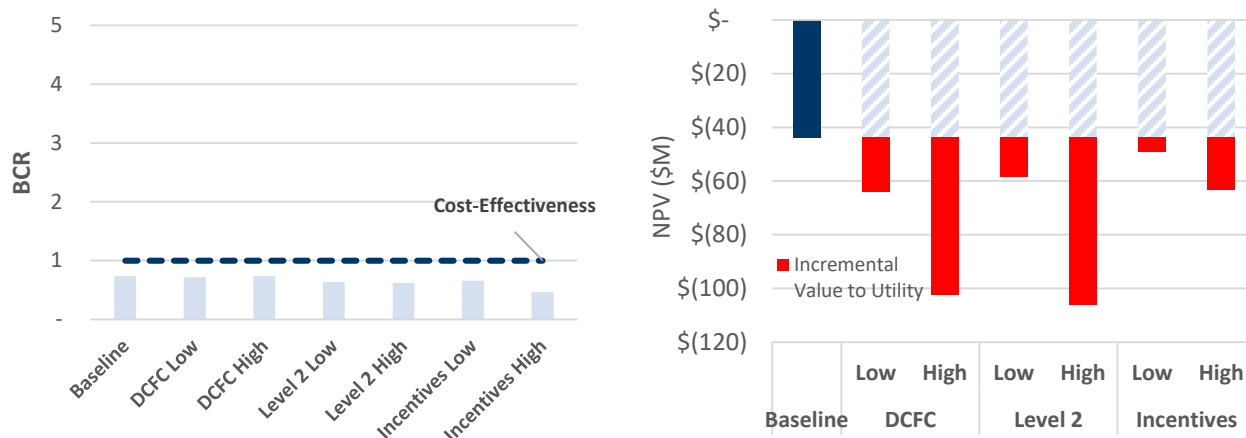 5
4
3
2
1
-
BCR
Cost-Effectiveness
Baseline
DCFC Low
DCFC High
Level 2 Low
Level 2 High
Incentives Low
Incentives High
$-
$(20)
$(40)
$(60)
$(80)
$(100)
$(120)
NPV ($M)
Incremental
Value to Utility
Low High Low High Low High
Baseline DCFC Level 2 Incentives